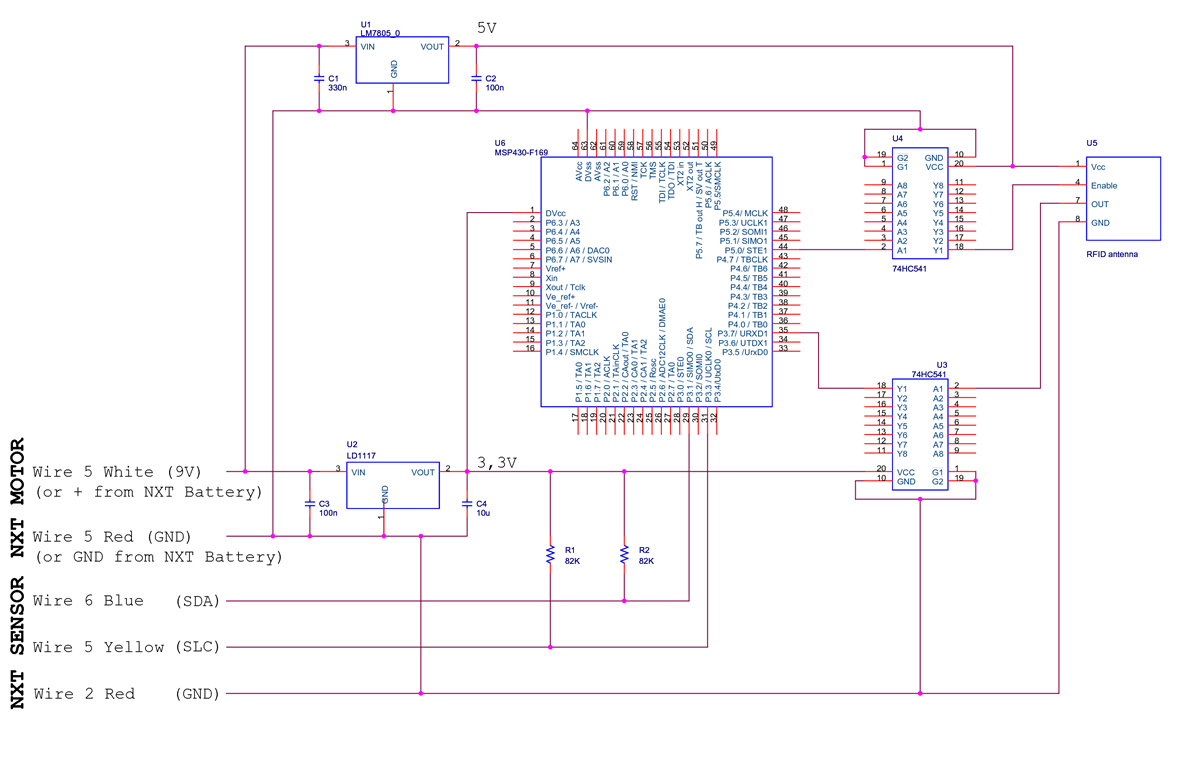 U1
LM7805_0
5V
3 VIN VOUT 2
GND
1
C1
330n
C2
100n
U6
MSP430-F169
64 63 62 61 60 59 58 57 56 55 54 53 52 51 50 49
AVcc
DVss
AVss
P6.2 / A2
P6.1 / A1
P6.0 / A0
RST / NMI
TCK
TMS
TDI / TCLK
TDO / TDI
XT2 in
XT2 out
P5.7 / TB out H / SV out T
P5.6 / ACLK
P5.5/SMCLK
1 DVcc
2 P6.3 / A3
3 P6.4 / A4
4 P6.5 / A5
5 P6.6 / A6 / DAC0
6 P6.7 / A7 / SVSIN
7 Vref+
8 Xin
9 Xout / Tclk
10 Ve_ref+
11 Ve_ref- / Vref-
12 P1.0 / TACLK
13 P1.1 / TA0
14 P1.2 / TA1
15 P1.3 / TA2
16 P1.4 / SMCLK
P5.4/ MCLK 48
P5.3/ UCLK1 47
P5.2/ SOMI1 46
P5.1/ SIMO1 45
P5.0/ STE1 44
P4.7 / TBCLK 43
P4.6/ TB6 42
P4.5/ TB5 41
P4.4/ TB4 40
P4.3/ TB3 39
P4.2 / TB2 38
P4.1 / TB1 37
P4.0 / TB0 36
P3.7/ URXD1 35
P3.6/ UTDX1 34
P3.5 /UrxD0 33
P1.5 / TA0
P1.6 / TA1
P1.7 / TA2
P2.0 / ACLK
P2.1 / TAinCLK
P2.2 / CAout / TA0
P2.3 / CA0 / TA1
P2.4 / CA1 / TA2
P2.5 / Rosc
P2.6 / ADC12CLK / DMAE0
P2.7 / TA0
P3.0 / STE0
P3.1 / SIMO0 / SDA
P3.2/ SOMI0
P3.3 / UCLK0 / SCL
P3.4/UtxD0
17 18 19 20 21 22 23 24 25 26 27 28 29 30 31 32
U4
19 G2 GND 10
1 G1 VCC 20
9 A8 Y8 11
8 A7 Y7 12
7 A6 Y6 13
6 A5 Y5 14
5 A4 Y4 15
4 A3 Y3 16
3 A2 Y2 17
2 A1 Y1 18
74HC541
U5
1 Vcc
4 Enable
7 OUT
8 GND
RFID antenna
U3
74HC541
18 Y1 A1 2
17 Y2 A2 3
16 Y3 A3 4
15 Y4 A4 5
14 Y5 A5 6
13 Y6 A6 7
12 Y7 A7 8
11 Y8 A8 9
20 VCC G1 1
10 GND G2 19
U2
LD1117
3,3V
3 VIN VOUT 2
GND
1
C3
100n
C4
10u
R1
82K
R2
82K
NXT MOTOR
Wire 5 White (9V)
(or + from NXT Battery)
Wire 5 Red (GND)
(or GND from NXT Battery)
NXT SENSOR
Wire 6 Blue (SDA)
Wire 5 Yellow (SLC)
Wire 2 Red (GND)